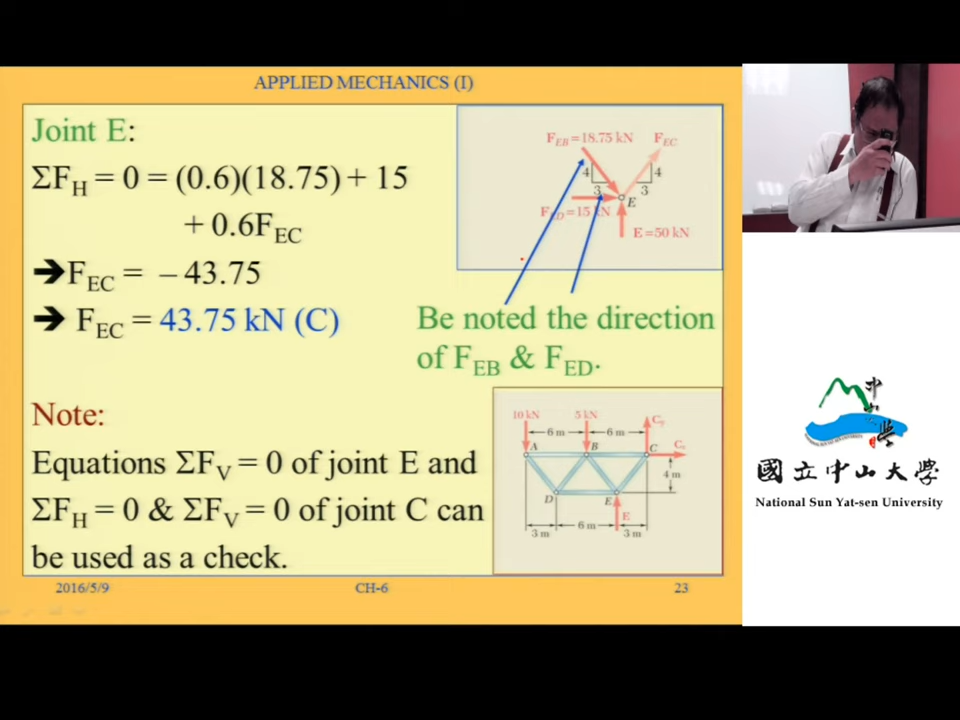 APPLIED MECHANICS (I)
Joint E:
ΣF_H = 0 = (0.6)(18.75) + 15
+ 0.6F_EC
➔F_EC = – 43.75
➔ F_EC = 43.75 kN (C)
F_EB=18.75 kN F_EC
4 4
3 3
E
F_ED=15 kN
E=50 kN
Be noted the direction
of F_EB & F_ED.
Note:
Equations ΣF_V = 0 of joint E and
ΣF_H = 0 & ΣF_V = 0 of joint C can
be used as a check.
10 kN 5 kN C_y
6 m 6 m
A B C C_x
4 m
D E
E
6 m
3 m 3 m
2016/5/9 CH-6 23
中山大學
國立中山大學
National Sun Yat-sen University